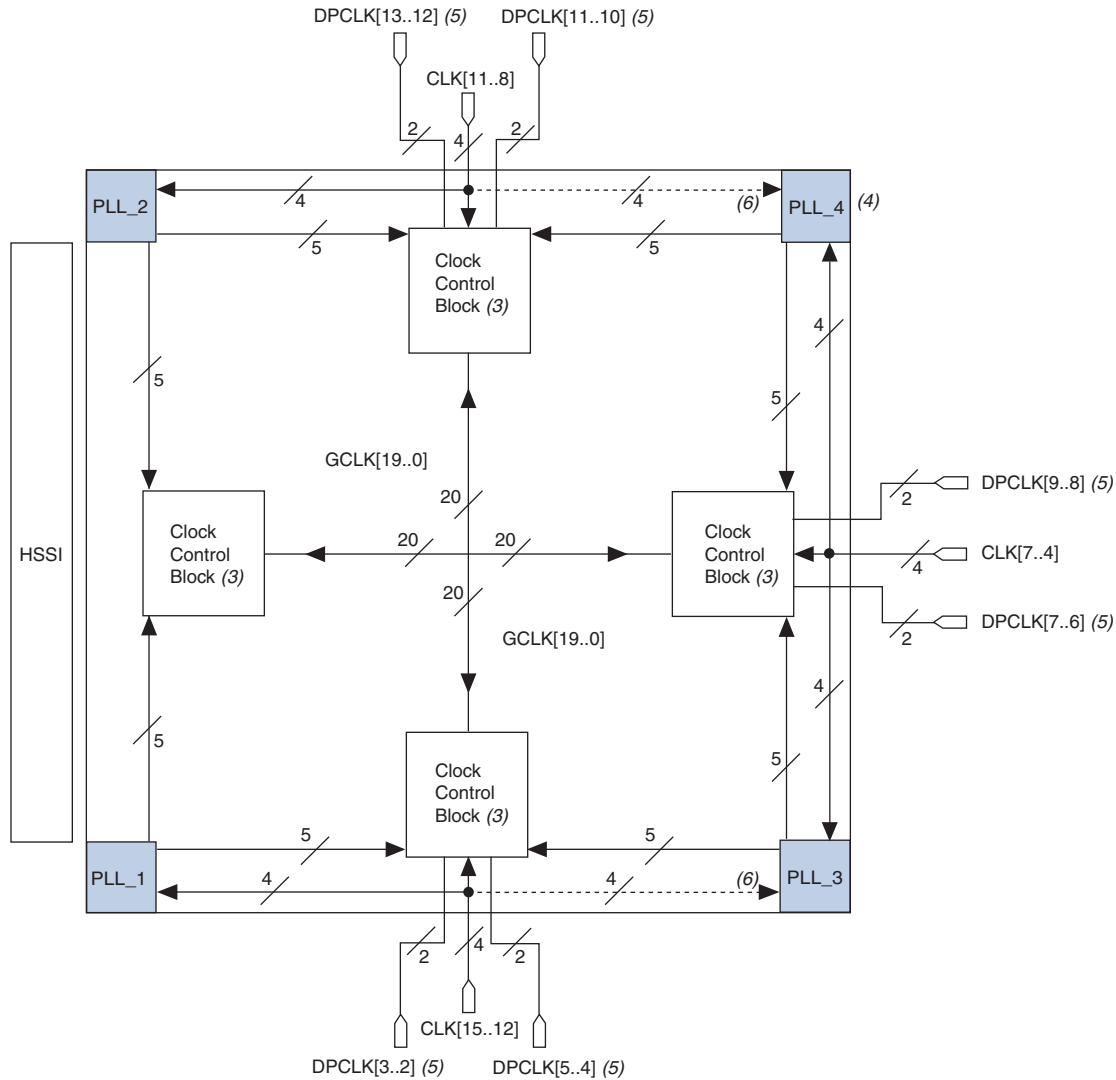 DPCLK[13..12] (5)
DPCLK[11..10] (5)
CLK[11..8]
2
4
2
PLL_2
4
4
(6)
PLL_4
(4)
5
5
Clock
Control
Block (3)
4
5
5
GCLK[19..0]
20
HSSI
Clock
Control
Block (3)
20
20
Clock
Control
Block (3)
2
DPCLK[9..8] (5)
4
CLK[7..4]
2
DPCLK[7..6] (5)
20
GCLK[19..0]
4
5
5
Clock
Control
Block (3)
5
5
PLL_1
4
4
(6)
PLL_3
2
4
2
CLK[15..12]
DPCLK[3..2] (5)
DPCLK[5..4] (5)